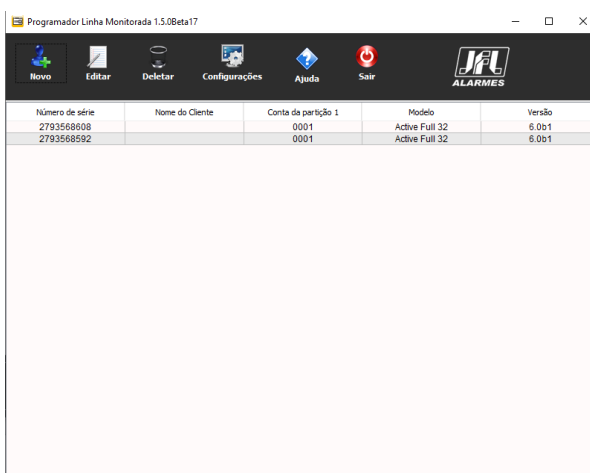 Programador Linha Monitorada 1.5.0Beta17
Novo Editar Deletar Configurações Ajuda Sair
JFL
ALARMES
Número de série Nome do Cliente Conta da partição 1 Modelo Versão
2793568608 0001 Active Full 32 6.0b1
2793568592 0001 Active Full 32 6.0b1